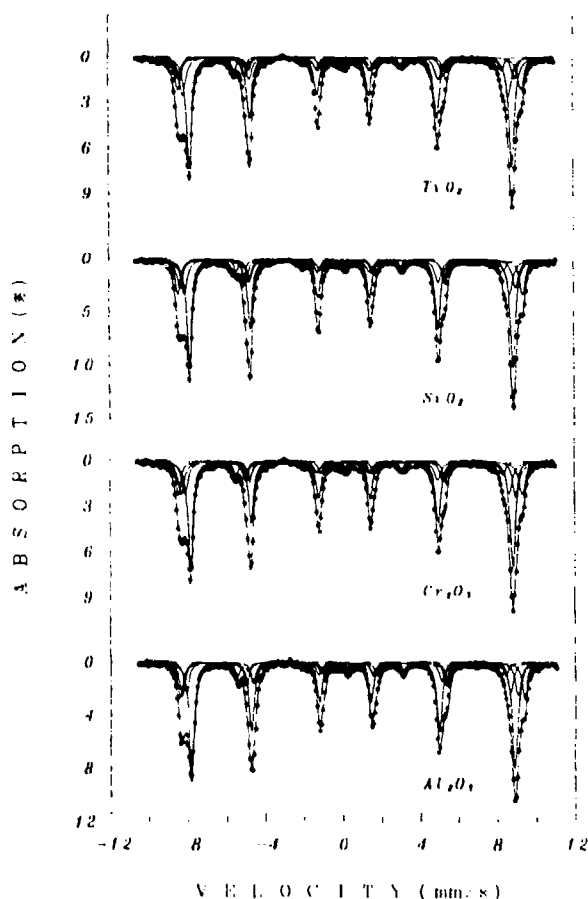 ABSORPTION (%)
0
3
6
9
TiO₂
0
5
10
15
SiO₂
0
3
6
9
Cr₂O₃
0
4
8
12
Al₂O₃
-12 8 -4 0 4 8 12
VELOCITY (mm/s)